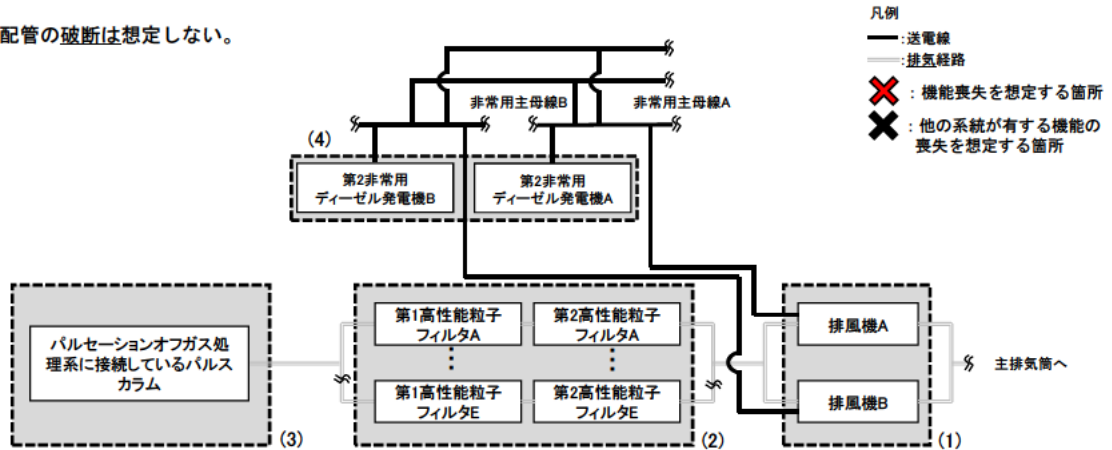 配管の破断は想定しない。
凡例
:送電線
:排気経路
:機能喪失を想定する箇所
:他の系統が有する機能の
喪失を想定する箇所
非常用主母線B
非常用主母線A
(4)
第2非常用
ディーゼル発電機B
第2非常用
ディーゼル発電機A
パルセーションオフガス処
理系に接続しているパルス
カラム
(3)
第1高性能粒子
フィルタA
第2高性能粒子
フィルタA
第1高性能粒子
フィルタE
第2高性能粒子
フィルタE
(2)
排風機A
排風機B
(1)
主排気筒へ